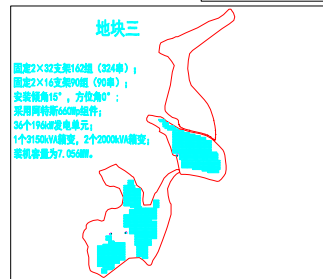 地块三
固定2×32支架162组（324串）；
固定2×16支架90组（90串）；
安装倾角15°，方位角0°；
采用阿特斯660Wp组件；
36个196kW发电单元；
1个3150kVA箱变，2个2000kVA箱变；
装机容量为7.056MW.